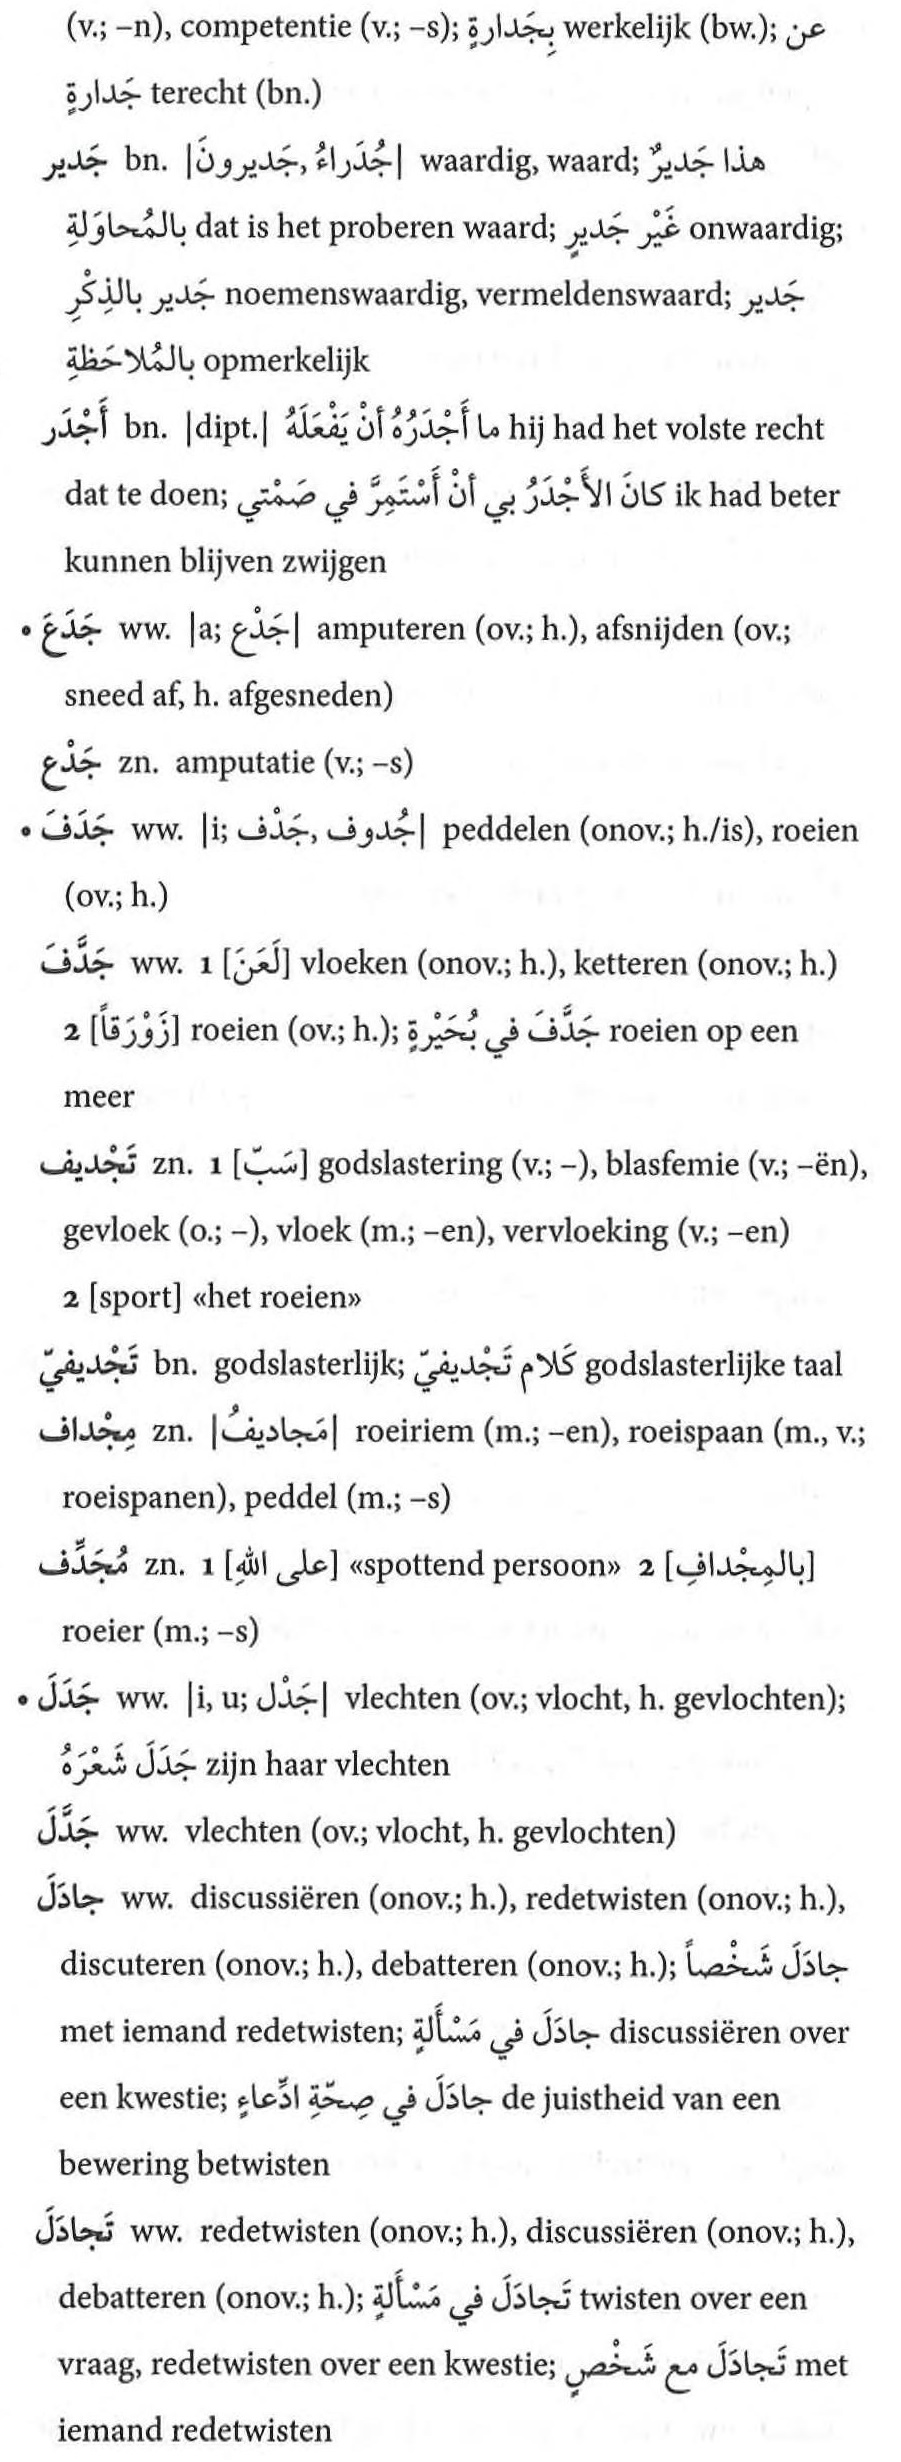 (v.; –n), competentie (v.; –s); بِجَدارةٍ werkelijk (bw.); عن
جَدارةٍ terecht (bn.)
جَدير bn. |جُدَراءُ, جَديرونَ| waardig, waard; هذا جَديرٌ
بالمُحاوَلةِ dat is het proberen waard; غَيْر جَديرٍ onwaardig;
جَدير بالذِكْرِ noemenswaardig, vermeldenswaard; جَدير
بالمُلاحَظةِ opmerkelijk
أَجْدَر bn. |dipt.| ما أَجْدَرُهُ أنْ يَفْعَلَهُ hij had het volste recht
dat te doen; كانَ الأَجْدَرُ بي أنْ أَسْتَمِرَّ في صَمْتي ik had beter
kunnen blijven zwijgen
• جَدَعَ ww. |a; جَدْع| amputeren (ov.; h.), afsnijden (ov.;
sneed af, h. afgesneden)
جَدْع zn. amputatie (v.; –s)
• جَدَفَ ww. |i; جُدوف, جَدْف| peddelen (onov.; h./is), roeien
(ov.; h.)
جَدَّفَ ww. 1 [لَعَنَ] vloeken (onov.; h.), ketteren (onov.; h.)
2 [زَوْرَقاً] roeien (ov.; h.); جَدَّفَ في بُحَيْرةٍ roeien op een
meer
تَجْديف zn. 1 [سَبّ] godslastering (v.; –), blasfemie (v.; –ën),
gevloek (o.; –), vloek (m.; –en), vervloeking (v.; –en)
2 [sport] «het roeien»
تَجْديفيّ bn. godslasterlijk; كَلام تَجْديفيّ godslasterlijke taal
مِجْداف zn. |مَجاديفُ| roeiriem (m.; –en), roeispaan (m., v.;
roeispanen), peddel (m.; –s)
مُجَدِّف zn. 1 [على اللهِ] «spottend persoon» 2 [بالمِجْدافِ]
roeier (m.; –s)
• جَدَلَ ww. |i, u; جَدْل| vlechten (ov.; vlocht, h. gevlochten);
جَدَلَ شَعْرَهُ zijn haar vlechten
جَدَّلَ ww. vlechten (ov.; vlocht, h. gevlochten)
جادَلَ ww. discussiëren (onov.; h.), redetwisten (onov.; h.),
discuteren (onov.; h.), debatteren (onov.; h.); جادَلَ شَخْصاً
met iemand redetwisten; جادَلَ في مَسْأَلةٍ discussiëren over
een kwestie; جادَلَ في صِحّةِ ادِّعاءٍ de juistheid van een
bewering betwisten
تَجادَلَ ww. redetwisten (onov.; h.), discussiëren (onov.; h.),
debatteren (onov.; h.); تَجادَلَ في مَسْأَلةٍ twisten over een
vraag, redetwisten over een kwestie; تَجادَلَ مع شَخْصٍ met
iemand redetwisten